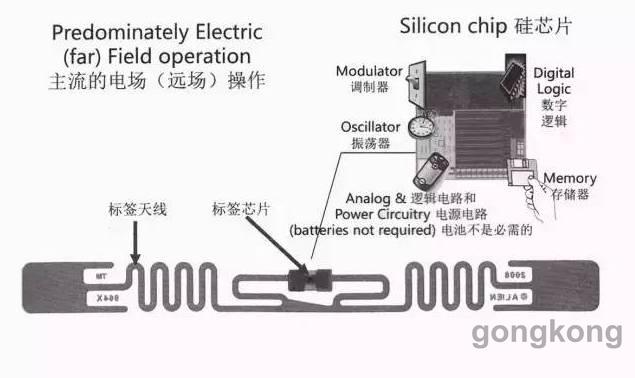 Predominately Electric
(far) Field operation
主流的电场（远场）操作
Silicon chip 硅芯片
Modulator
调制器
Digital
Logic
数字
逻辑
Oscillator
振荡器
Memory
存储器
Analog & 逻辑电路和
Power Circuitry 电源电路
(batteries not required) 电池不是必需的
标签天线
标签芯片
TM
964X
2008
© ALIEN
gongkong